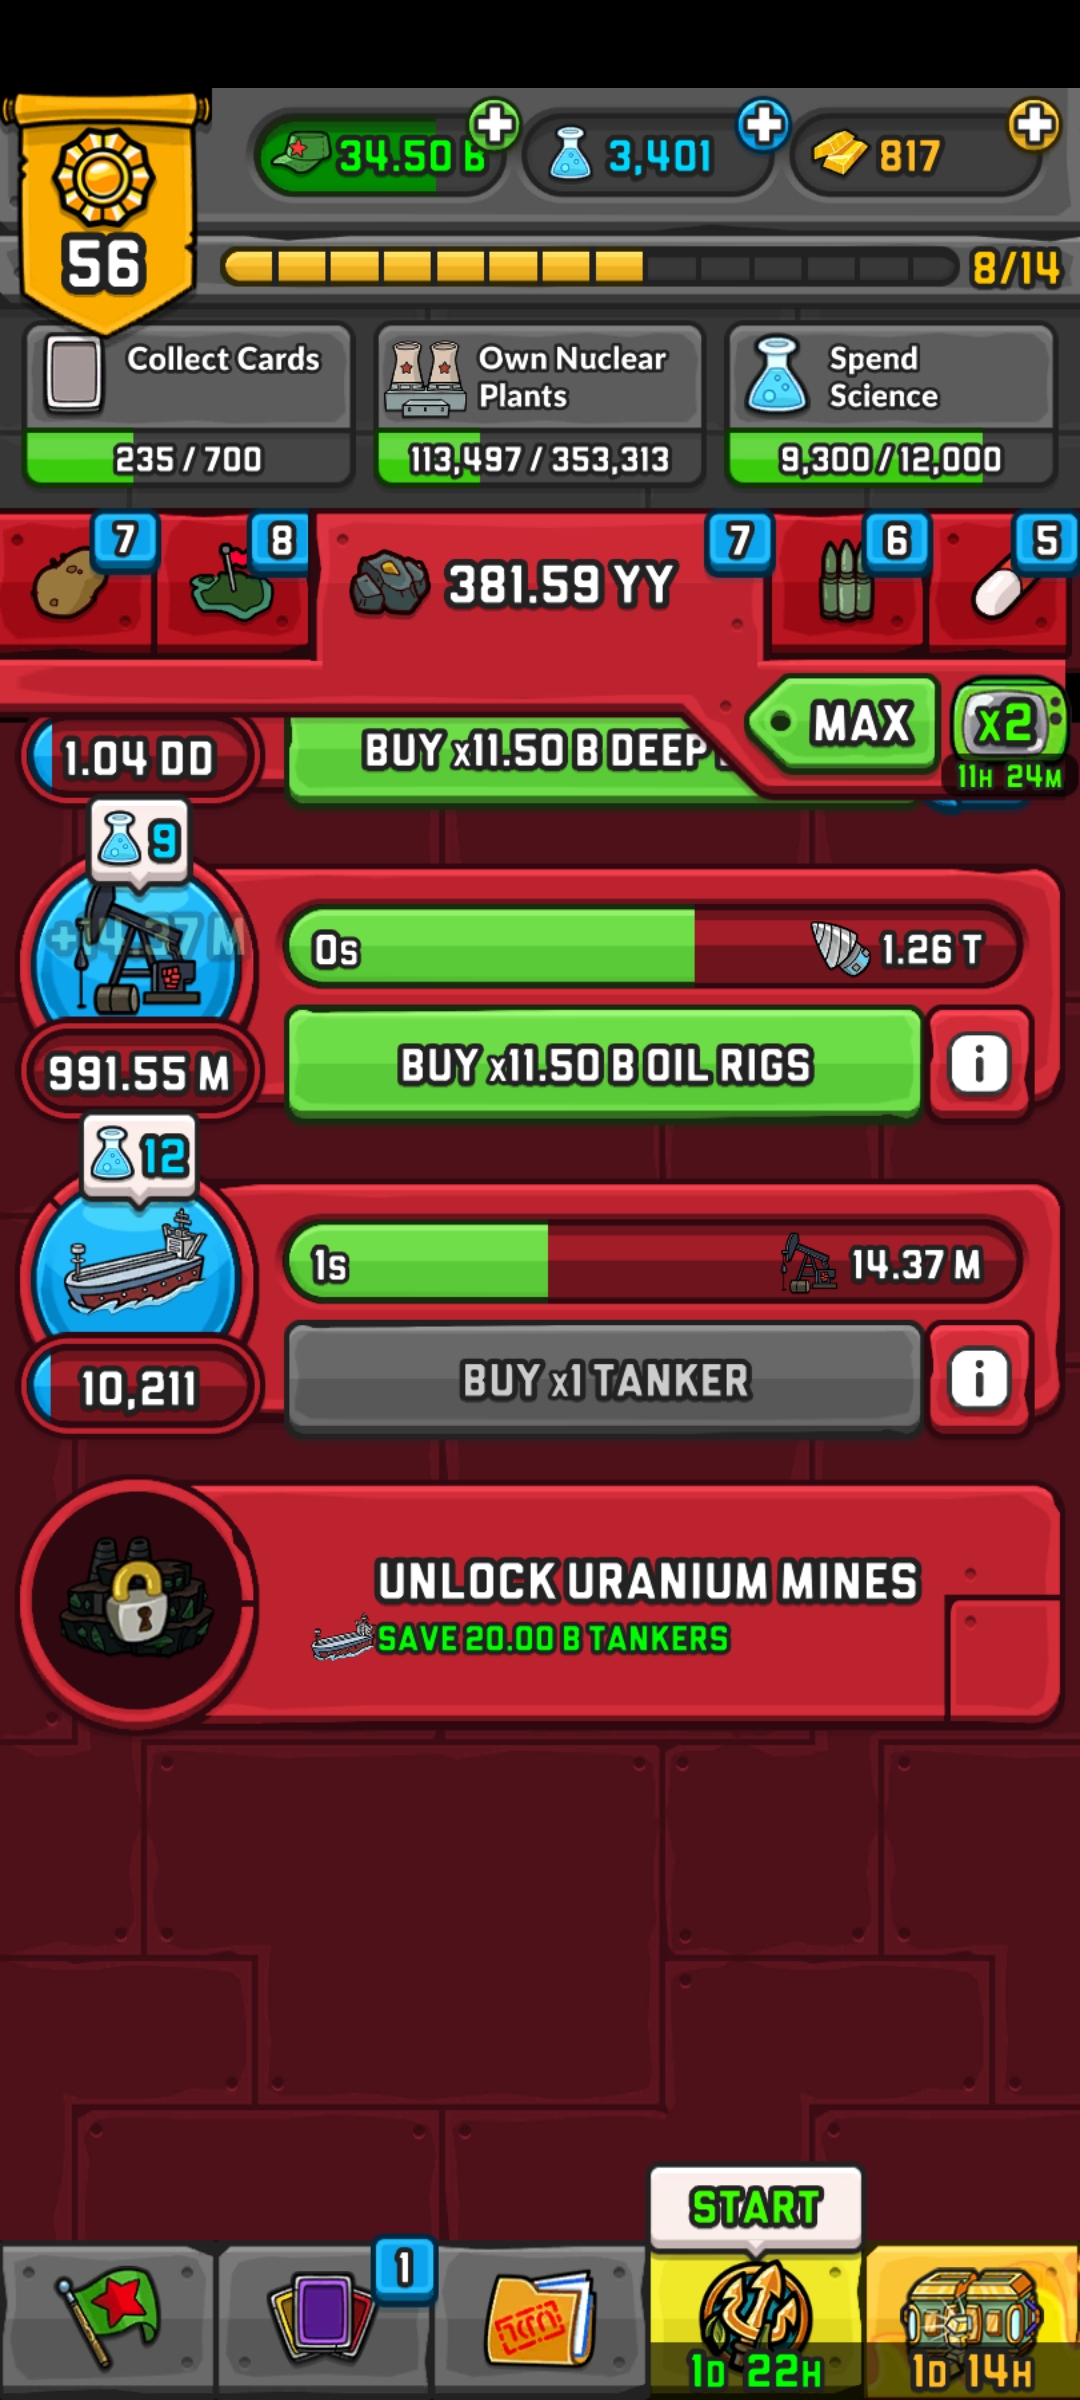 34.50 B
3,401
817
56
8/14
Collect Cards
235 / 700
Own Nuclear
Plants
113,497 / 353,313
Spend
Science
9,300 / 12,000
7
8
381.59 YY
7
6
5
MAX
x2
11H 24M
1.04 DD
BUY x11.50 B DEEP
9
+14.37 M
0s
1.26 T
991.55 M
BUY x11.50 B OIL RIGS
i
12
1s
14.37 M
10,211
BUY x1 TANKER
i
UNLOCK URANIUM MINES
SAVE 20.00 B TANKERS
START
1
1D 22H
1D 14H